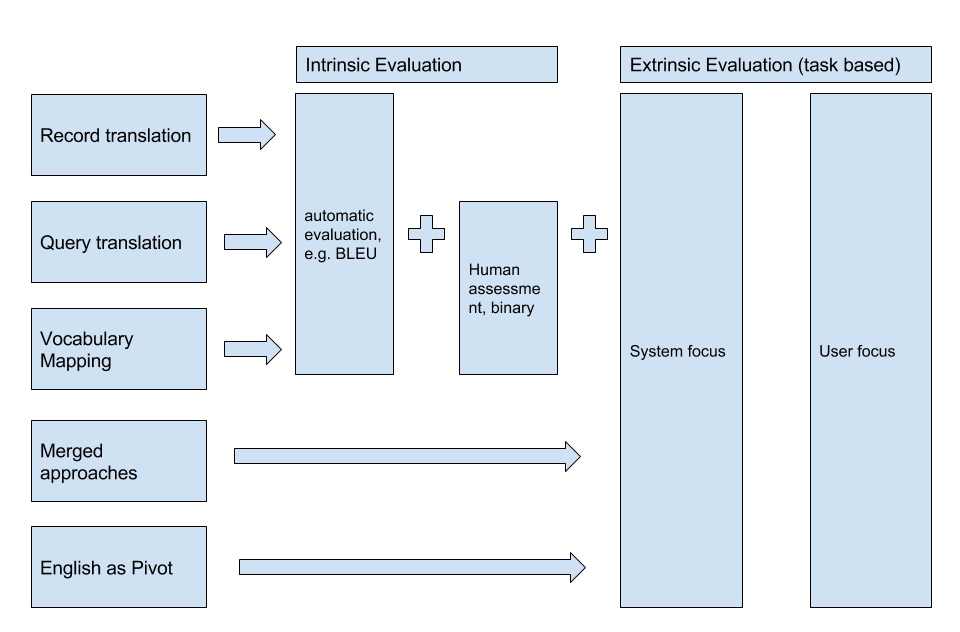 Intrinsic Evaluation
Extrinsic Evaluation (task based)
Record translation
Query translation
Vocabulary
Mapping
Merged
approaches
English as Pivot
automatic
evaluation,
e.g. BLEU
Human
assessme
nt, binary
System focus
User focus